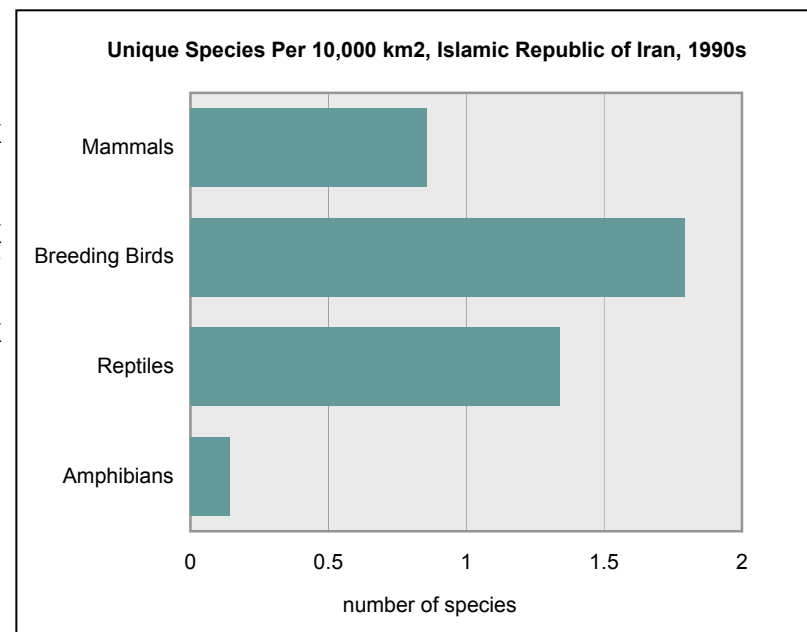 Unique Species Per 10,000 km2, Islamic Republic of Iran, 1990s
Mammals
Breeding Birds
Reptiles
Amphibians
0 0.5 1 1.5 2
number of species